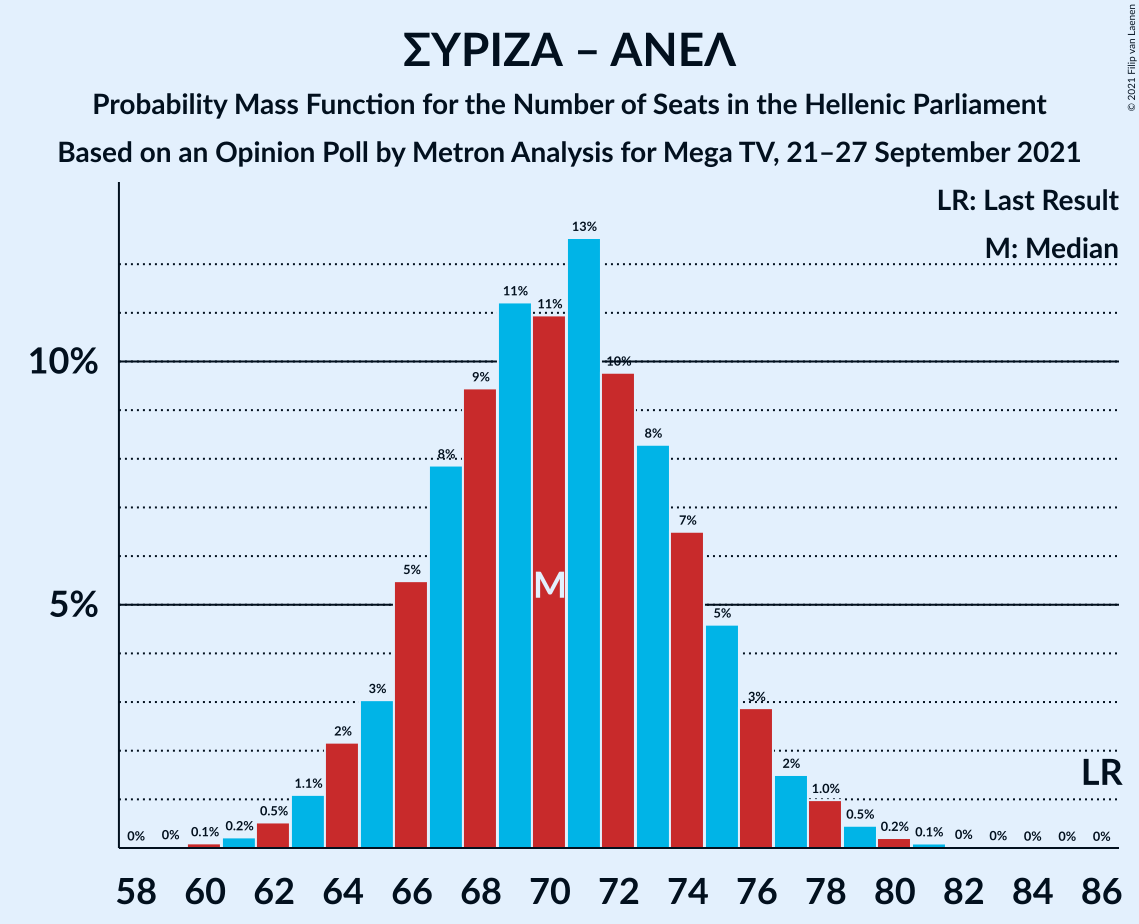 ΣΥΡΙΖΑ – ΑΝΕΛ
Probability Mass Function for the Number of Seats in the Hellenic Parliament
Based on an Opinion Poll by Metron Analysis for Mega TV, 21–27 September 2021
© 2021 Filip van Laenen
LR: Last Result
M: Median
10%
5%
0% 0% 0.1% 0.2% 0.5% 1.1% 2% 3% 5% 8% 9% 11% 11% 13% 10% 8% 7% 5% 3% 2% 1.0% 0.5% 0.2% 0.1% 0% 0% 0% 0% 0%
M
LR
58 60 62 64 66 68 70 72 74 76 78 80 82 84 86